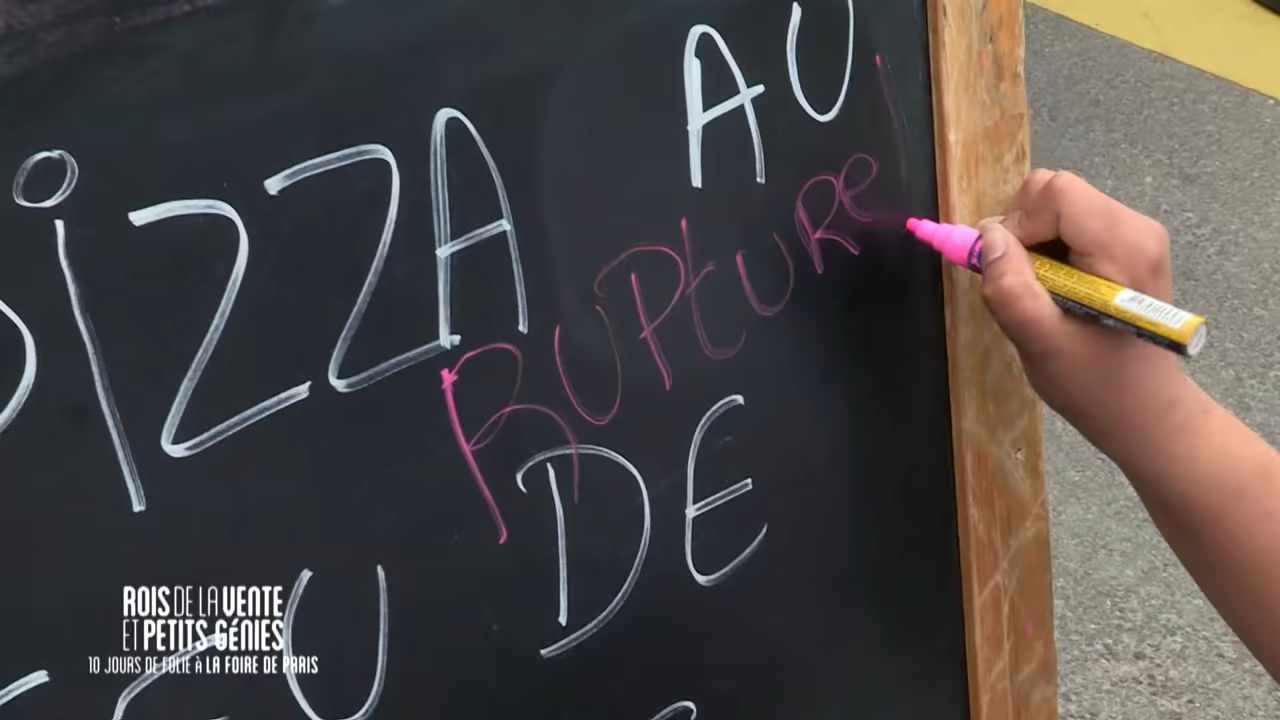 PiZZA AU
RUPtURe
DE
ROIS DE LA VENTE
ET PETITS GÉNIES
10 JOURS DE FOLIE À LA FOIRE DE PARIS